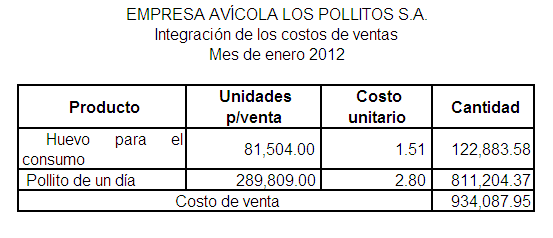 EMPRESA AVÍCOLA LOS POLLITOS S.A.
Integración de los costos de ventas
Mes de enero 2012
Producto Unidades p/venta Costo unitario Cantidad
Huevo para el consumo 81,504.00 1.51 122,883.58
Pollito de un día 289,809.00 2.80 811,204.37
Costo de venta 934,087.95